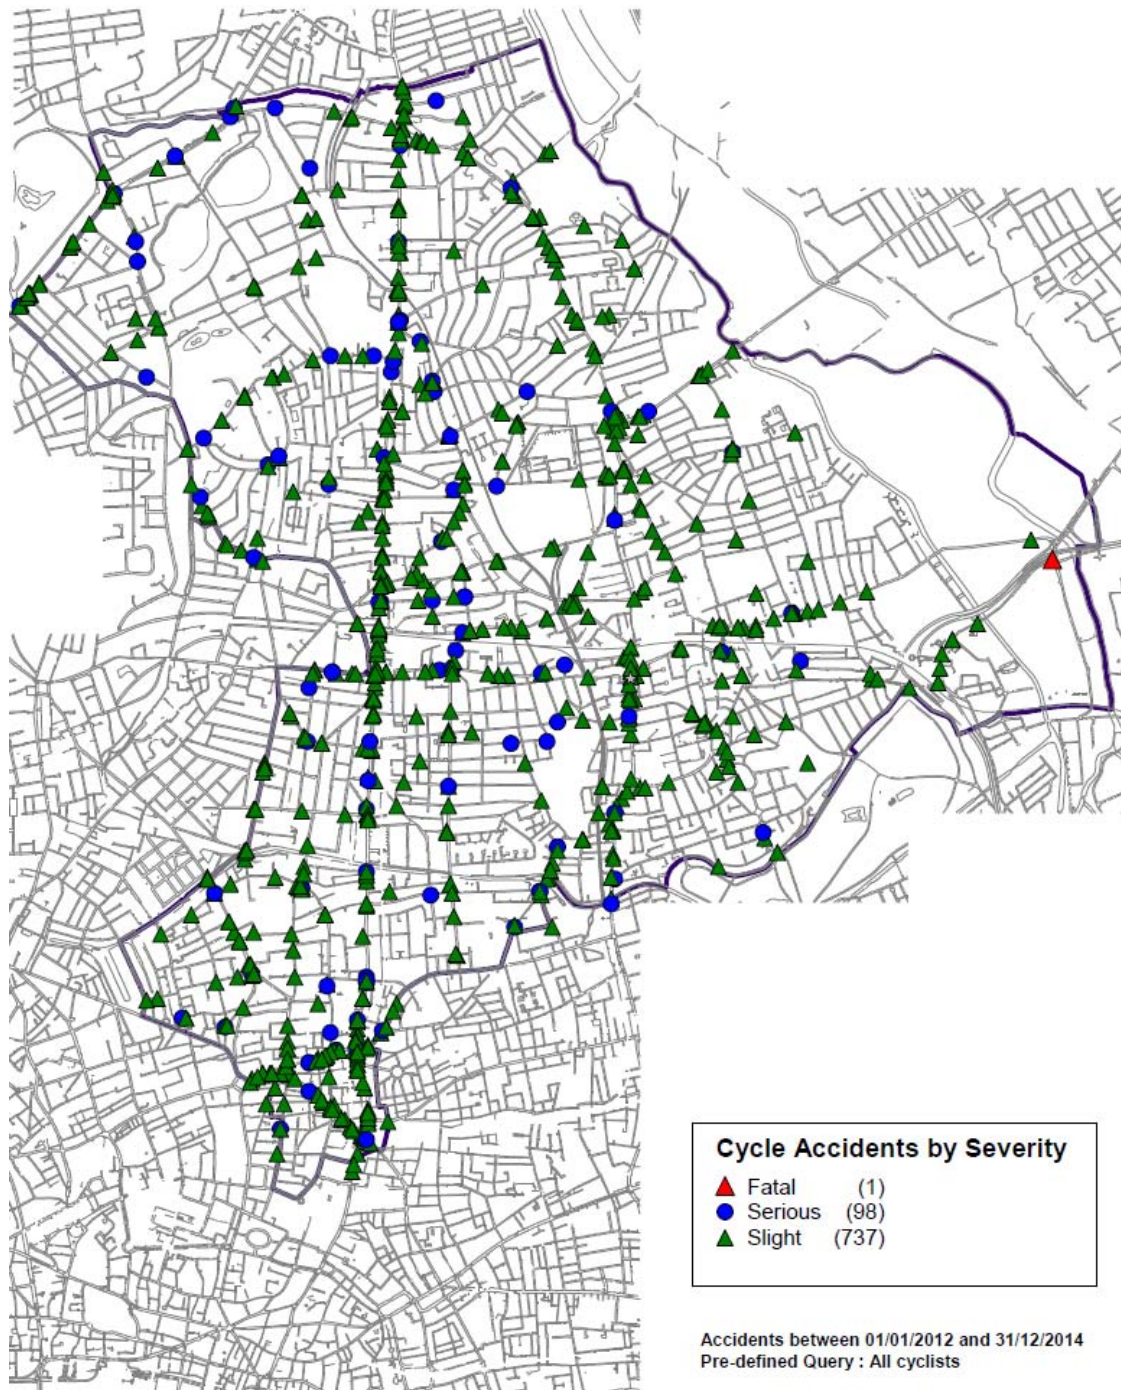 Cycle Accidents by Severity
Fatal (1)
Serious (98)
Slight (737)
Accidents between 01/01/2012 and 31/12/2014
Pre-defined Query : All cyclists